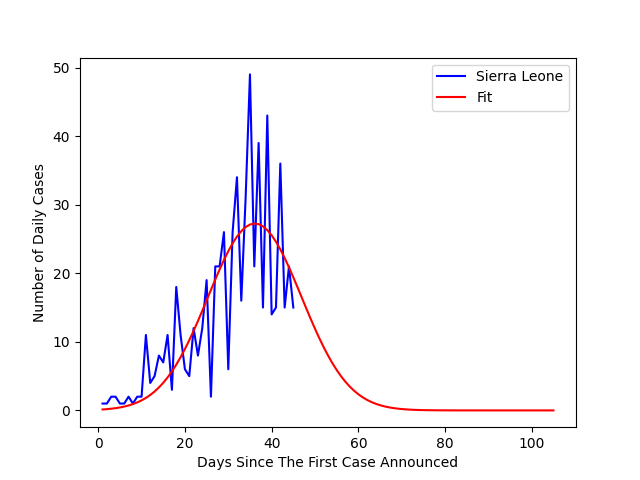 Sierra Leone
Fit
50
40
30
20
10
0
Number of Daily Cases
0 20 40 60 80 100
Days Since The First Case Announced